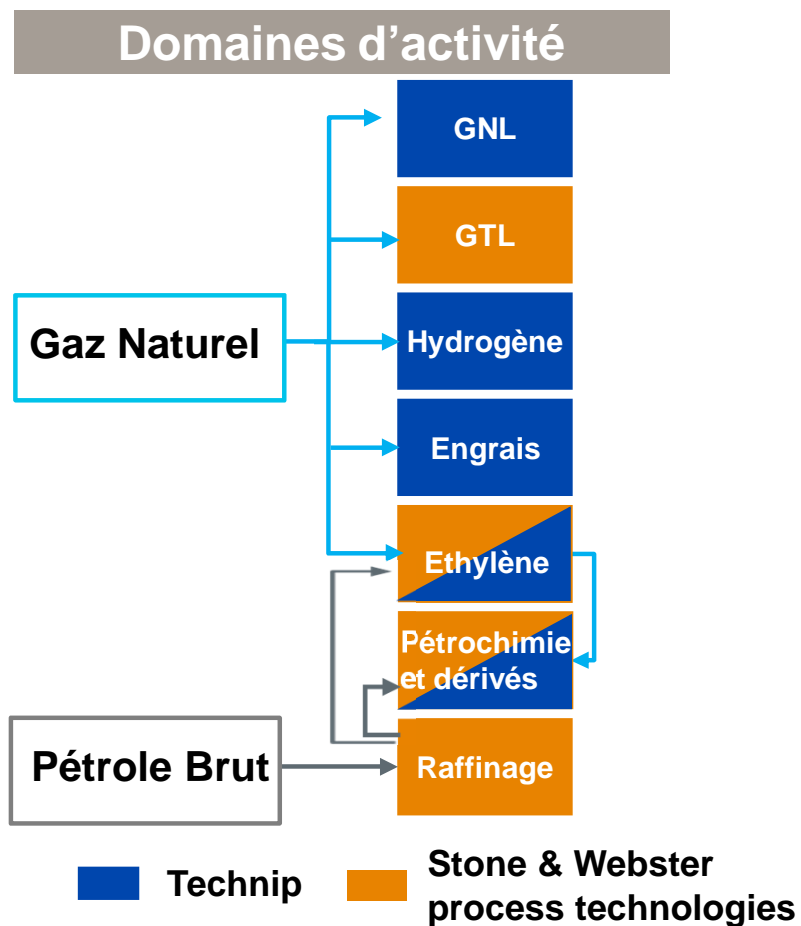 Domaines d’activité
GNL
GTL
Gaz Naturel
Hydrogène
Engrais
Ethylène
Pétrochimie
et dérivés
Pétrole Brut
Raffinage
Technip
Stone & Webster
process technologies